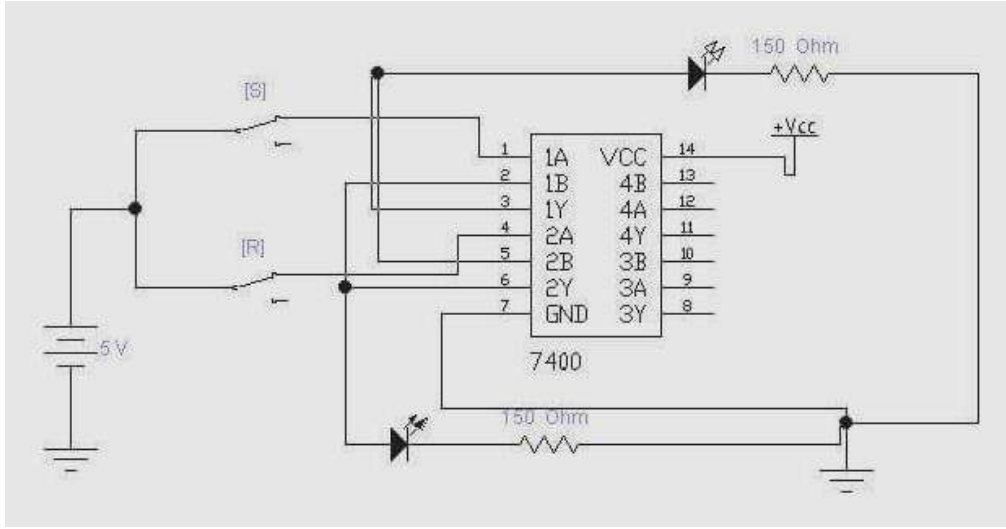 150 Ohm
[S]
+Vcc
1 1A VCC 14
2 1B 4B 13
3 1Y 4A 12
4 2A 4Y 11
[R]
5 2B 3B 10
6 2Y 3A 9
7 GND 3Y 8
5 V
7400
150 Ohm